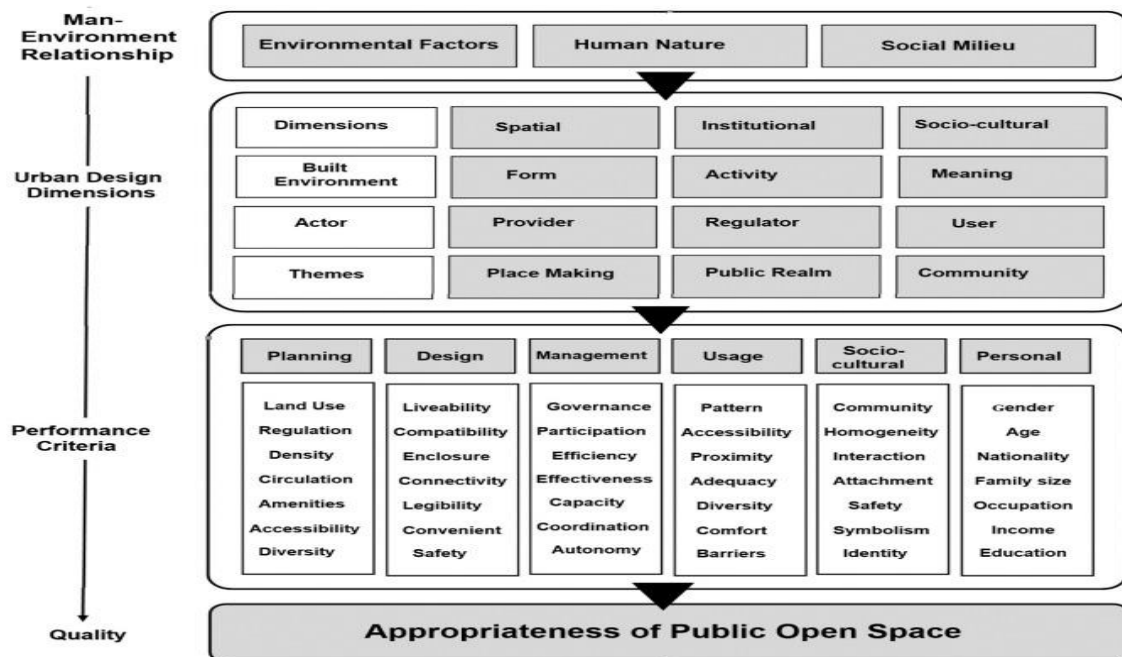 Man-
Environment
Relationship
Environmental Factors
Human Nature
Social Milieu
Urban Design
Dimensions
Dimensions
Spatial
Institutional
Socio-cultural
Built
Environment
Form
Activity
Meaning
Actor
Provider
Regulator
User
Themes
Place Making
Public Realm
Community
Performance
Criteria
Planning
Land Use
Regulation
Density
Circulation
Amenities
Accessibility
Diversity
Design
Liveability
Compatibility
Enclosure
Connectivity
Legibility
Convenient
Safety
Management
Governance
Participation
Efficiency
Effectiveness
Capacity
Coordination
Autonomy
Usage
Pattern
Accessibility
Proximity
Adequacy
Diversity
Comfort
Barriers
Socio-
cultural
Community
Homogeneity
Interaction
Attachment
Safety
Symbolism
Identity
Personal
Gender
Age
Nationality
Family size
Occupation
Income
Education
Quality
Appropriateness of Public Open Space